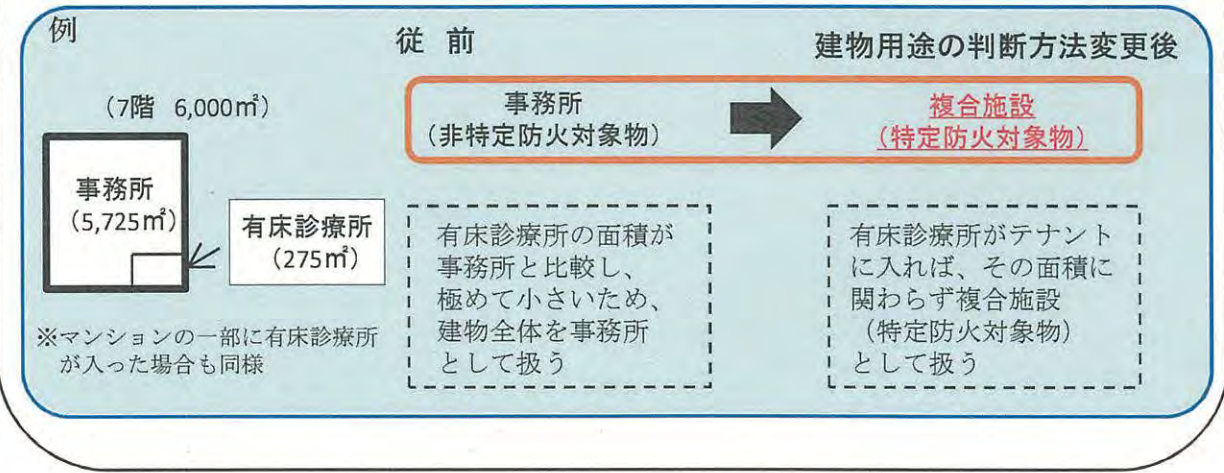 例
従 前
建物用途の判断方法変更後
(7階 6,000㎡)
事務所
(5,725㎡)
有床診療所
(275㎡)
※マンションの一部に有床診療所
が入った場合も同様
事務所
(非特定防火対象物)
複合施設
(特定防火対象物)
有床診療所の面積が
事務所と比較し、
極めて小さいため、
建物全体を事務所
として扱う
有床診療所がテナント
に入れば、その面積に
関わらず複合施設
(特定防火対象物)
として扱う